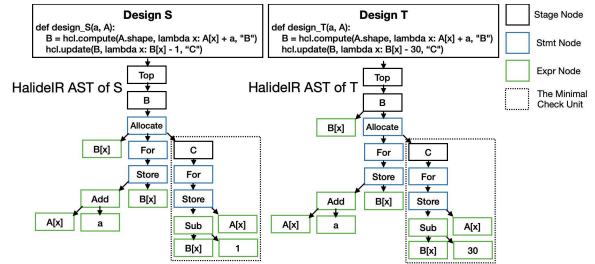 Design S
def design_S(a, A):
B = hcl.compute(A.shape, lambda x: A[x] + a, "B")
hcl.update(B, lambda x: B[x] - 1, "C")
Design T
def design_T(a, A):
B = hcl.compute(A.shape, lambda x: A[x] + a, "B")
hcl.update(B, lambda x: B[x] - 30, "C")
Stage Node
Stmt Node
Expr Node
The Minimal
Check Unit
HalideIR AST of S
Top
B
Allocate
B[x]
For
C
Store
For
Add
B[x]
Store
A[x]
a
Sub
A[x]
B[x]
1
HalideIR AST of T
Top
B
Allocate
B[x]
For
C
Store
For
Add
B[x]
Store
A[x]
a
Sub
A[x]
B[x]
30